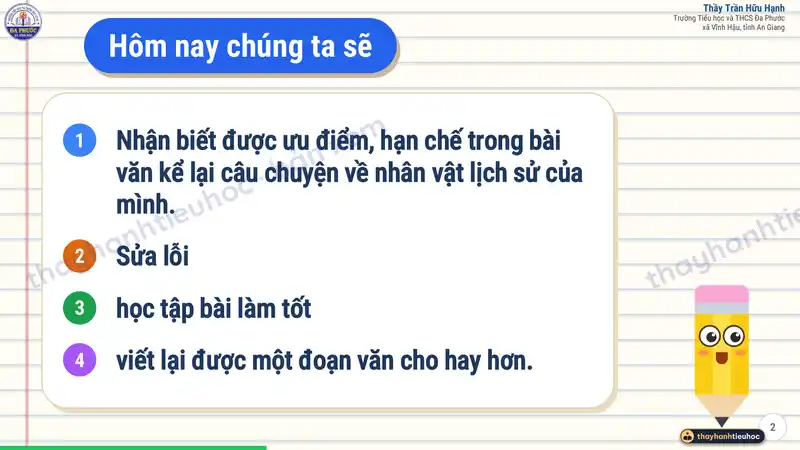 Thầy Trần Hữu Hạnh
Trường Tiểu học và THCS Đa Phước
xã Vĩnh Hậu, tỉnh An Giang
ĐA PHƯỚC
Hôm nay chúng ta sẽ
1 Nhận biết được ưu điểm, hạn chế trong bài
văn kể lại câu chuyện về nhân vật lịch sử của
mình.
2 Sửa lỗi
3 học tập bài làm tốt
4 viết lại được một đoạn văn cho hay hơn.
thayhanhtieuhoc
2